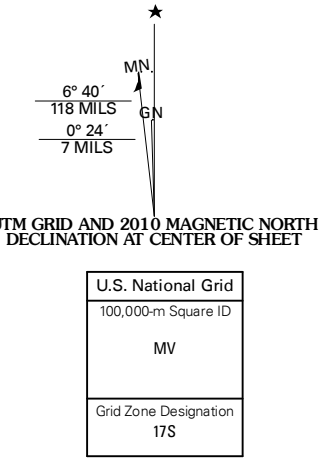 MN.
6° 40´
118 MILS
GN
0° 24´
7 MILS
UTM GRID AND 2010 MAGNETIC NORTH
DECLINATION AT CENTER OF SHEET
U.S. National Grid
100,000-m Square ID
MV
Grid Zone Designation
17S